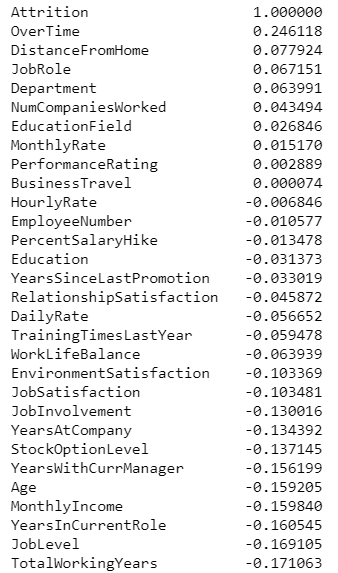 Attrition 1.000000
OverTime 0.246118
DistanceFromHome 0.077924
JobRole 0.067151
Department 0.063991
NumCompaniesWorked 0.043494
EducationField 0.026846
MonthlyRate 0.015170
PerformanceRating 0.002889
BusinessTravel 0.000074
HourlyRate -0.006846
EmployeeNumber -0.010577
PercentSalaryHike -0.013478
Education -0.031373
YearsSinceLastPromotion -0.033019
RelationshipSatisfaction -0.045872
DailyRate -0.056652
TrainingTimesLastYear -0.059478
WorkLifeBalance -0.063939
EnvironmentSatisfaction -0.103369
JobSatisfaction -0.103481
JobInvolvement -0.130016
YearsAtCompany -0.134392
StockOptionLevel -0.137145
YearsWithCurrManager -0.156199
Age -0.159205
MonthlyIncome -0.159840
YearsInCurrentRole -0.160545
JobLevel -0.169105
TotalWorkingYears -0.171063